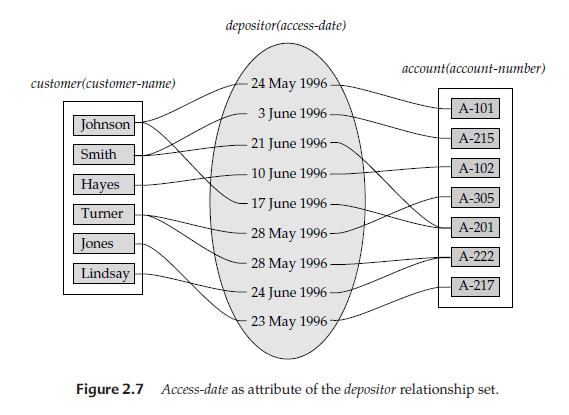 depositor(access-date)
customer(customer-name)
account(account-number)
Johnson
Smith
Hayes
Turner
Jones
Lindsay
24 May 1996
3 June 1996
21 June 1996
10 June 1996
17 June 1996
28 May 1996
28 May 1996
24 June 1996
23 May 1996
A-101
A-215
A-102
A-305
A-201
A-222
A-217
Figure 2.7 Access-date as attribute of the depositor relationship set.